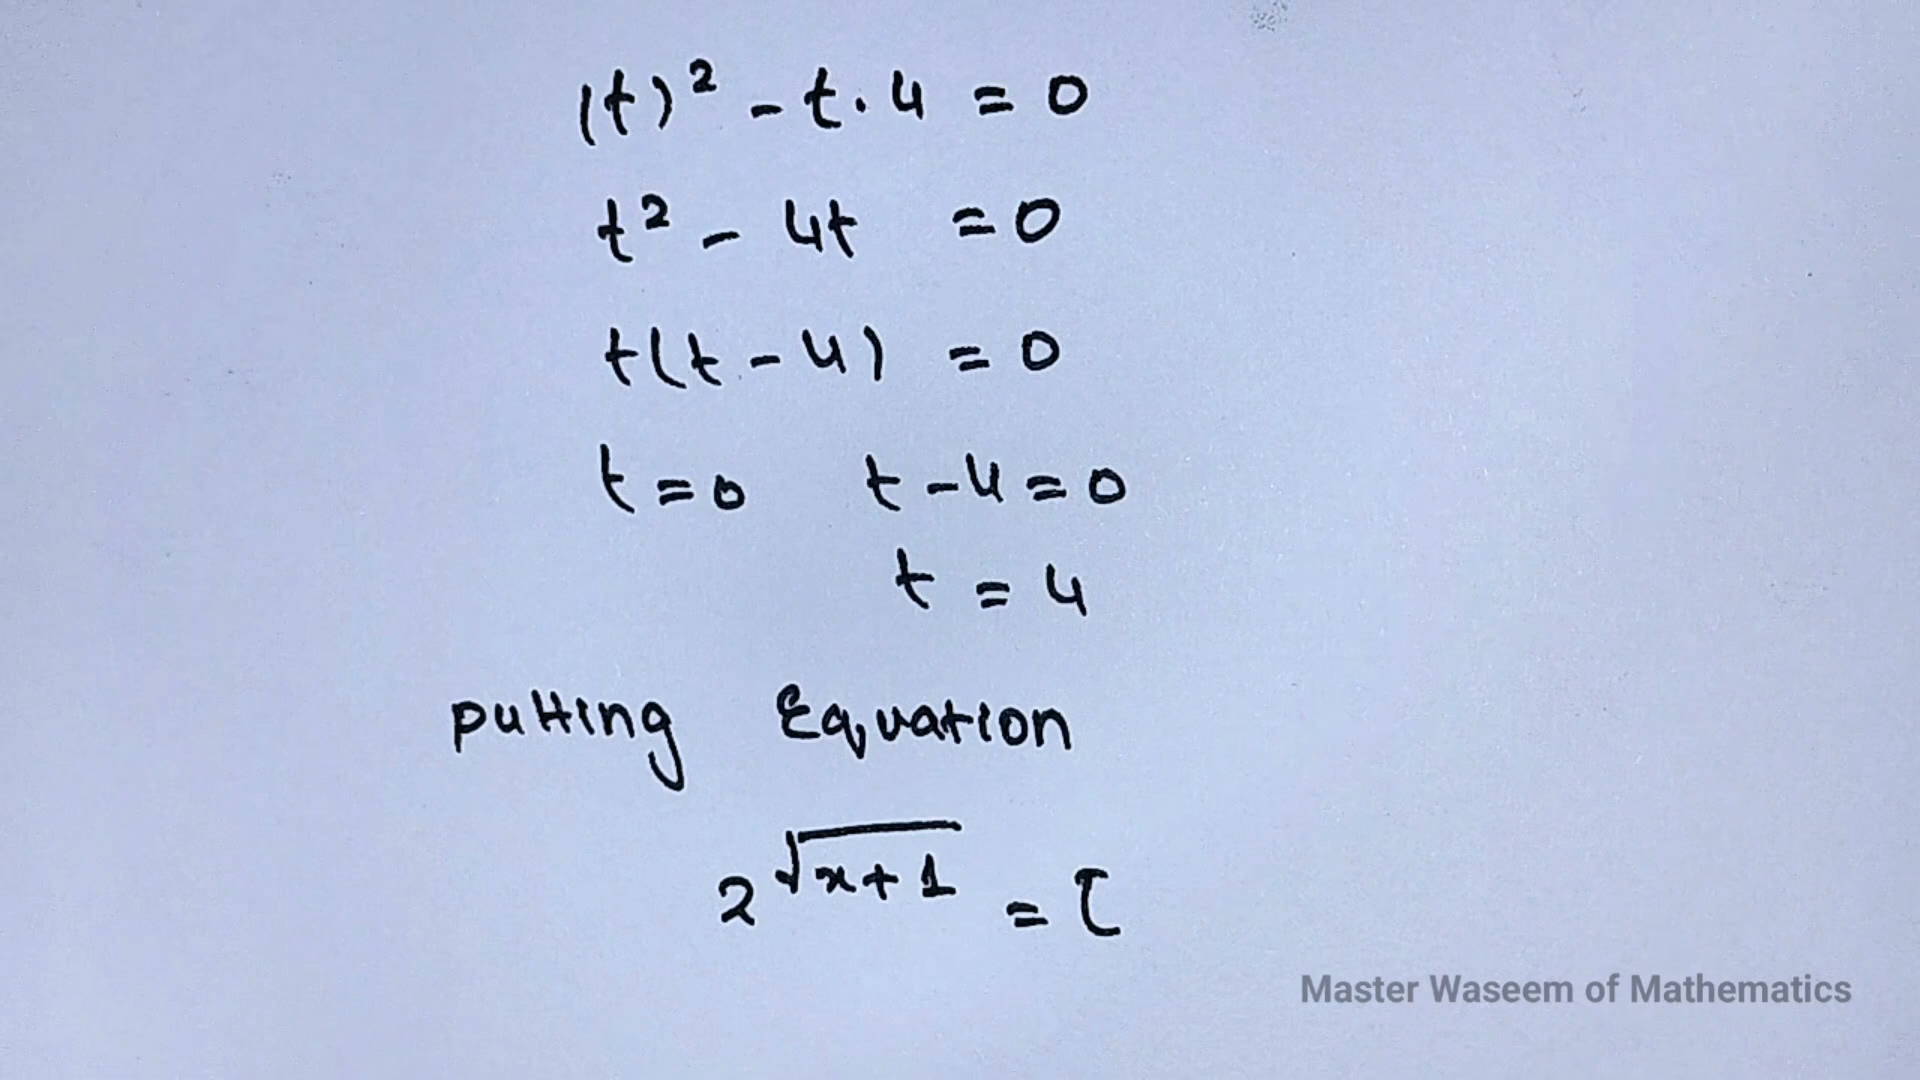 (t)² - t. 4 = 0
t² - 4t = 0
t(t - 4) = 0
t = 0 t - 4 = 0
t = 4
putting Equation
2^√(x+1) =
Master Waseem of Mathematics